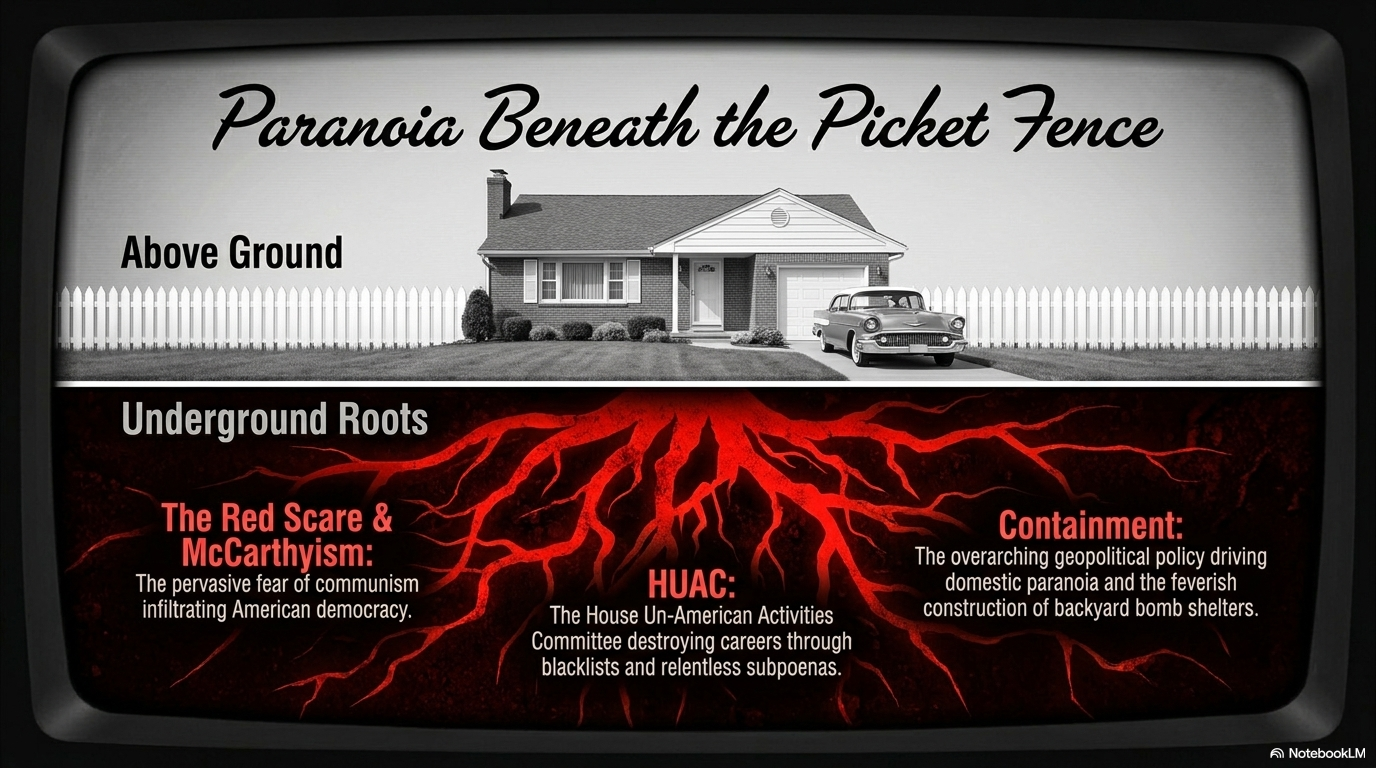 Paranoia Beneath the Picket Fence
Above Ground
Underground Roots
The Red Scare &
McCarthyism:
The pervasive fear of communism
infiltrating American democracy.
HUAC:
The House Un-American Activities
Committee destroying careers through
blacklists and relentless subpoenas.
Containment:
The overarching geopolitical policy driving
domestic paranoia and the feverish
construction of backyard bomb shelters.
NotebookLM